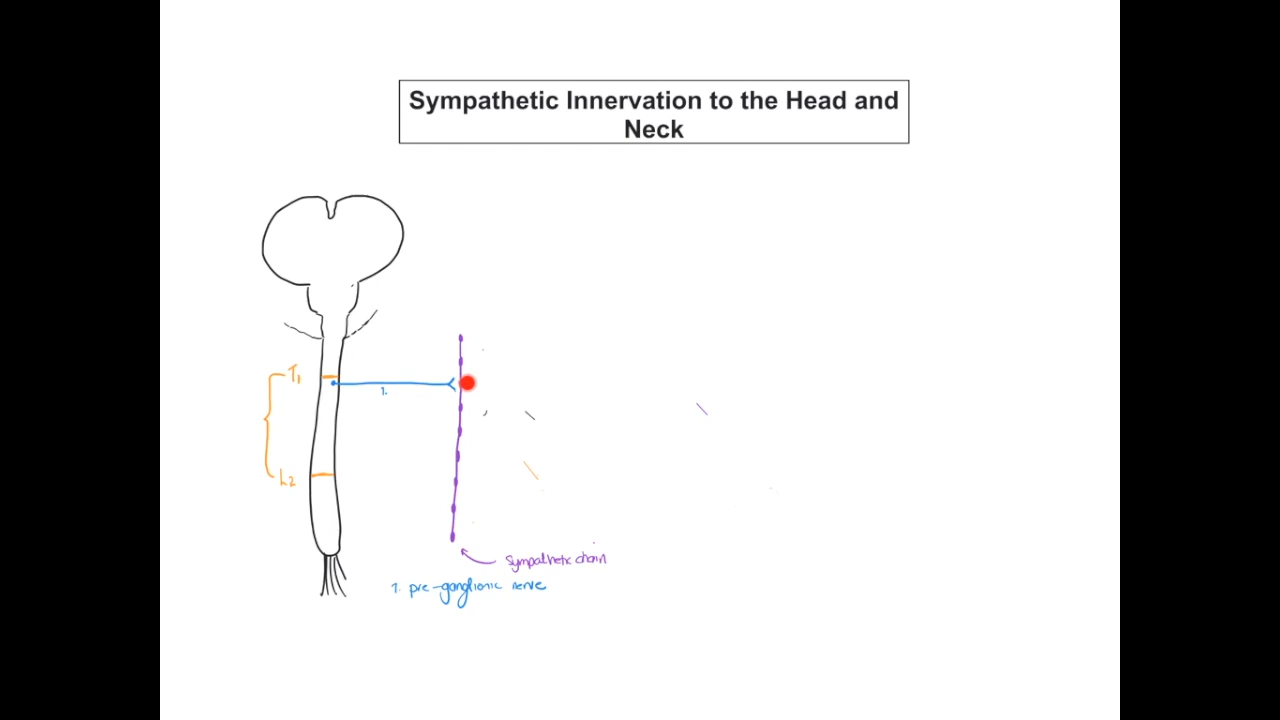 Sympathetic Innervation to the Head and
Neck
T1
1.
L2
Sympathetic chain
1. pre-ganglionic nerve